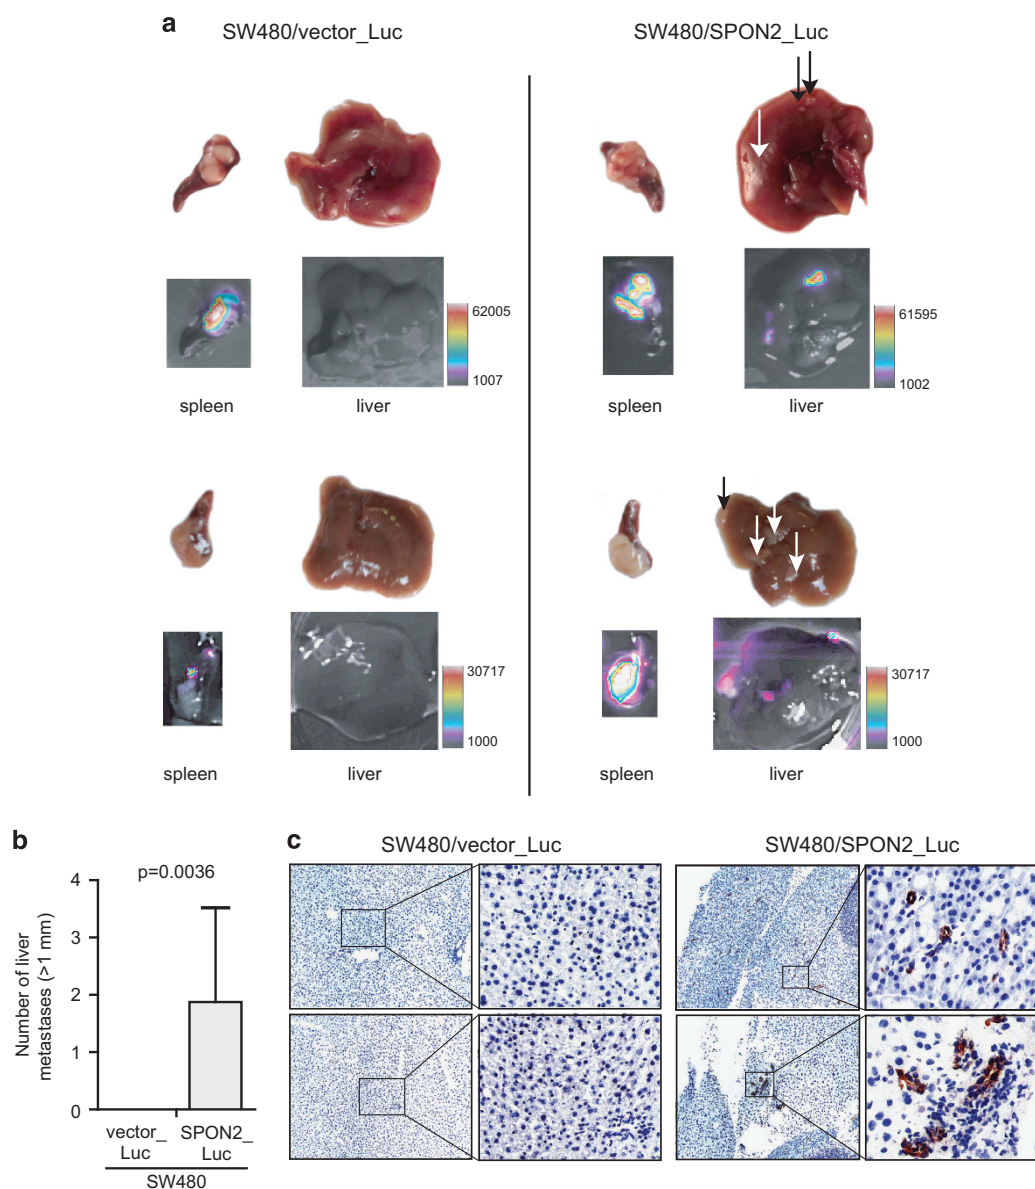 a
SW480/vector_Luc
SW480/SPON2_Luc
62005
1007
spleen
liver
61595
1002
spleen
liver
30717
1000
spleen
liver
30717
1000
spleen
liver
b
p=0.0036
Number of liver
metastases (>1 mm)
4
3
2
1
0
vector_
Luc
SPON2_
Luc
SW480
c
SW480/vector_Luc
SW480/SPON2_Luc